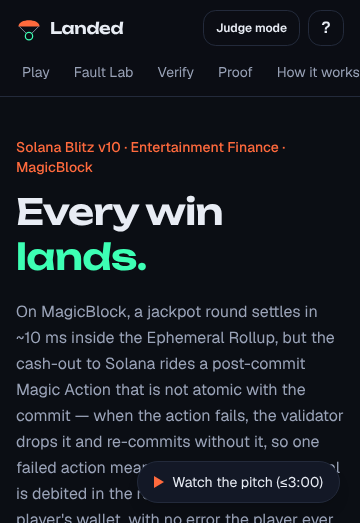 Landed
Judge mode
?
Play Fault Lab Verify Proof How it works
Solana Blitz v10 · Entertainment Finance ·
MagicBlock
Every win
lands.
On MagicBlock, a jackpot round settles in
~10 ms inside the Ephemeral Rollup, but the
cash-out to Solana rides a post-commit
Magic Action that is not atomic with the
commit — when the action fails, the validator
drops it and re-commits without it, so one
failed action
is debited in the
Watch the pitch (≤3:00)
player's wallet, with no error the player ever